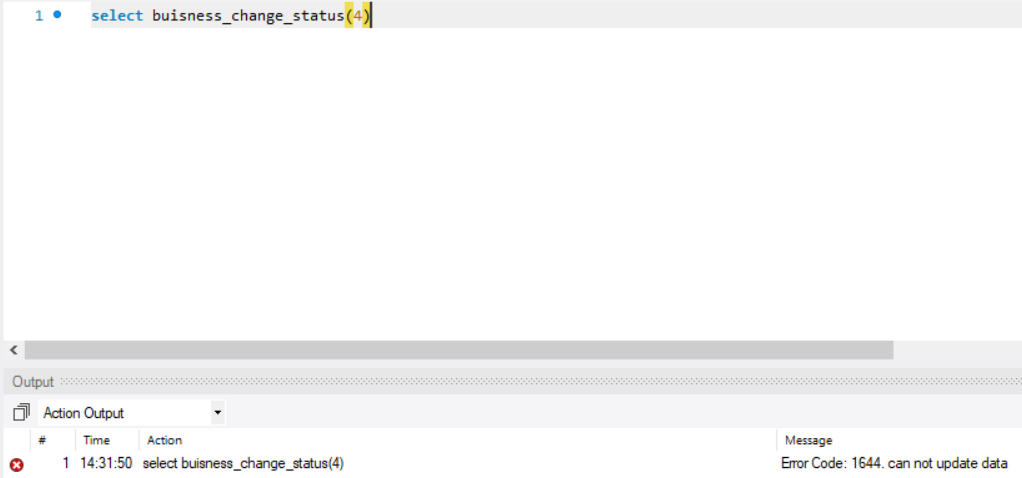 1 select buisness_change_status(4)
Output
Action Output
# Time Action Message
1 14:31:50 select buisness_change_status(4) Error Code: 1644. can not update data